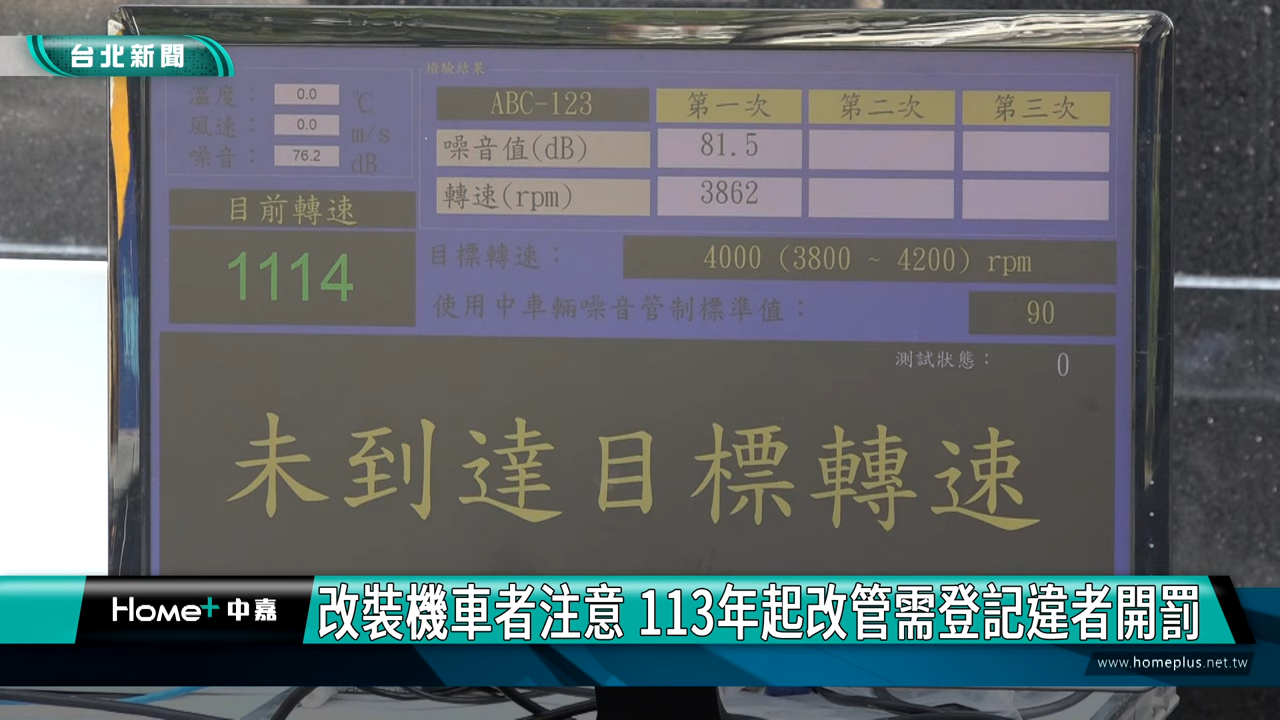 台北新聞
溫度： 0.0 ℃
風速： 0.0 m/s
噪音： 76.2 dB
目前轉速
1114
檢驗結果
ABC-123 第一次 第二次 第三次
噪音值(dB) 81.5
轉速(rpm) 3862
目標轉速： 4000 (3800 ~ 4200) rpm
使用中車輛噪音管制標準值： 90
測試狀態： 0
未到達目標轉速
Home+中嘉
改裝機車者注意 113年起改管需登記違者開罰
www.homeplus.net.tw